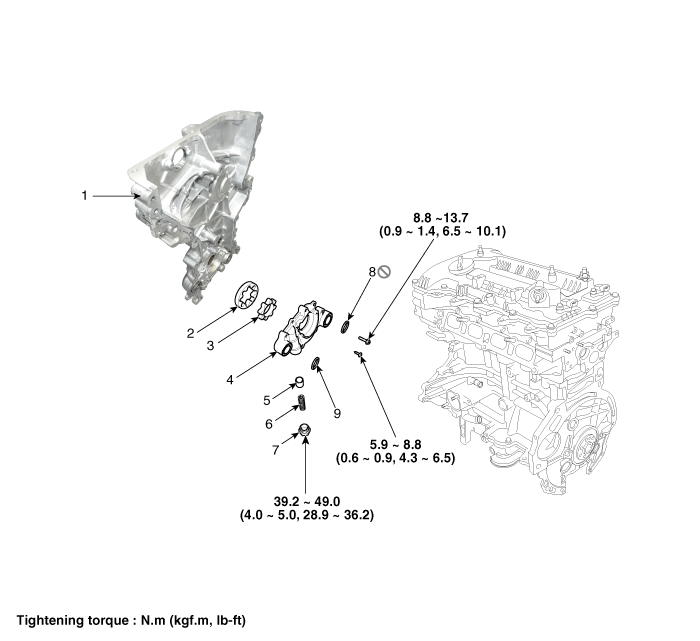 1
8.8 ~13.7
(0.9 ~ 1.4, 6.5 ~ 10.1)
8
2
3
4
5
9
6
7
5.9 ~ 8.8
(0.6 ~ 0.9, 4.3 ~ 6.5)
39.2 ~ 49.0
(4.0 ~ 5.0, 28.9 ~ 36.2)
Tightening torque : N.m (kgf.m, lb-ft)